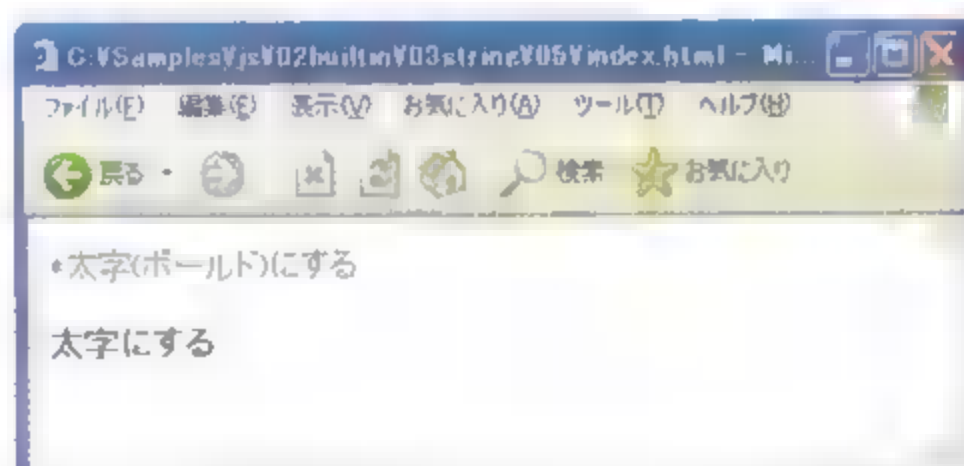 C:¥Samples¥js¥02builtin¥03string¥05¥index.html - Mi...
ファイル(F) 編集(E) 表示(V) お気に入り(A) ツール(T) ヘルプ(H)
戻る 検索 お気に入り
•太字(ボールド)にする
太字にする